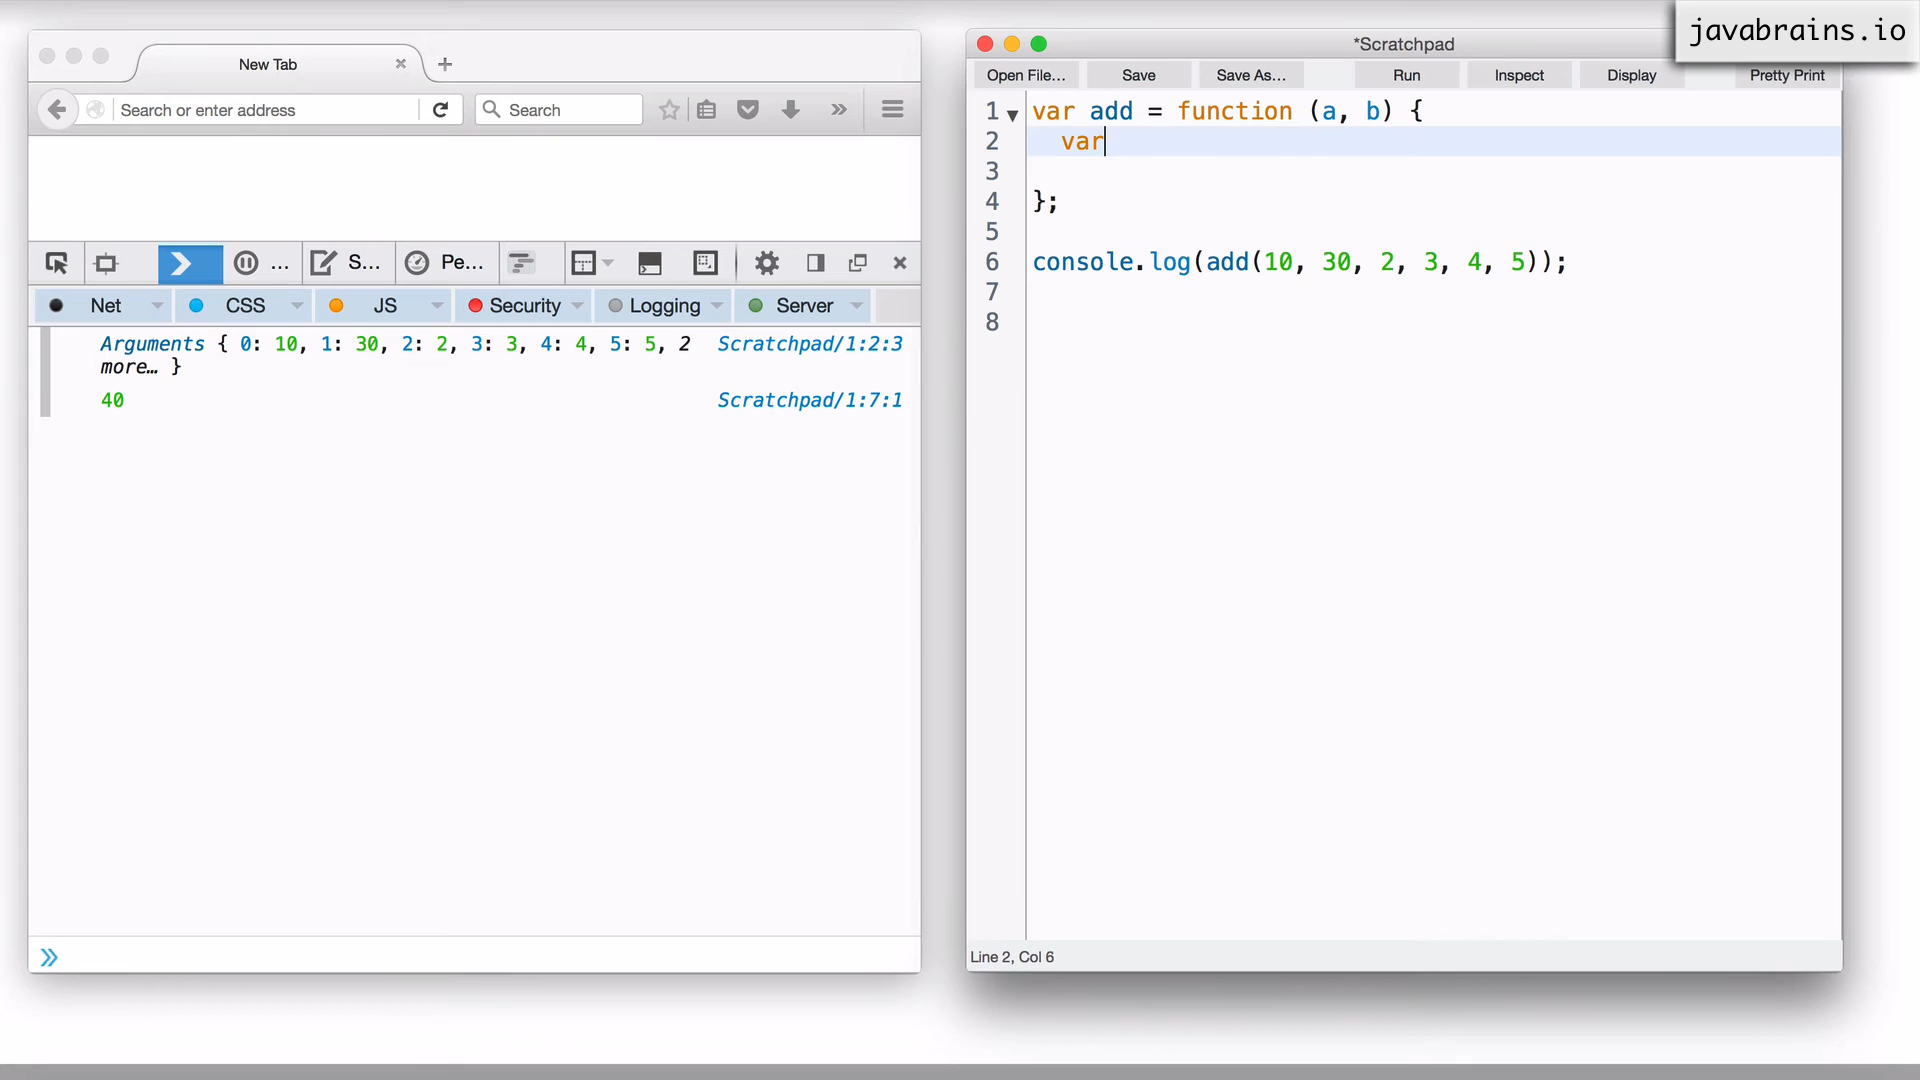 javabrains.io
New Tab
Search or enter address
Search
... S... Pe...
Net CSS JS Security Logging Server
Arguments { 0: 10, 1: 30, 2: 2, 3: 3, 4: 4, 5: 5, 2 Scratchpad/1:2:3
more… }
40 Scratchpad/1:7:1
*Scratchpad
Open File... Save Save As... Run Inspect Display Pretty Print
1 var add = function (a, b) {
2 var
3
4 };
5
6 console.log(add(10, 30, 2, 3, 4, 5));
7
8
Line 2, Col 6